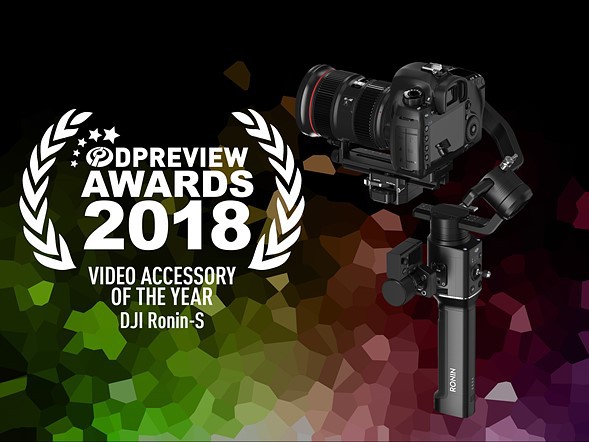 DPREVIEW
AWARDS
2018
VIDEO ACCESSORY
OF THE YEAR
DJI Ronin-S
RONIN